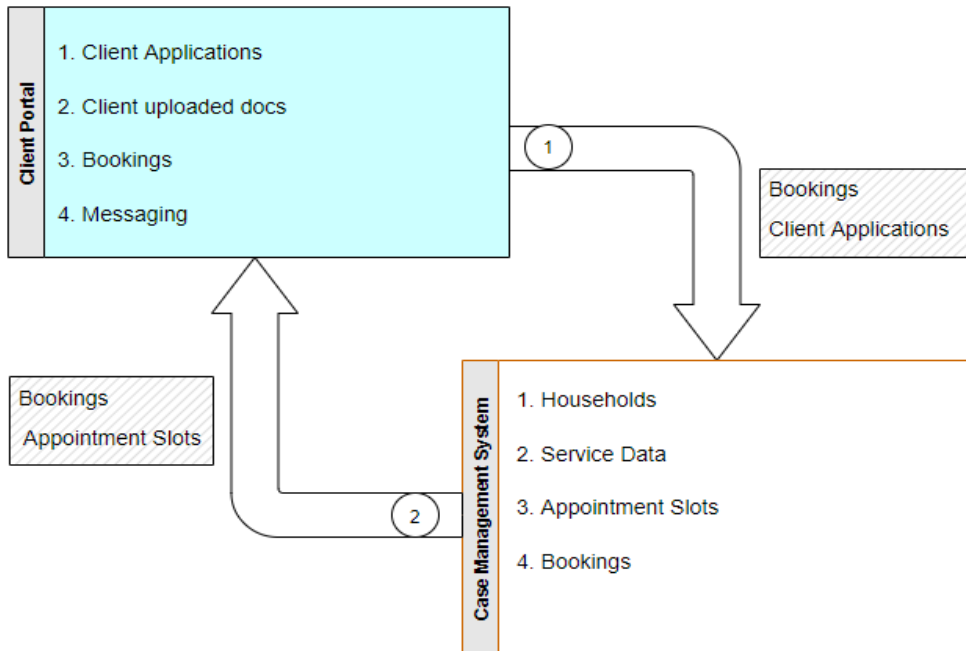 Client Portal
1. Client Applications
2. Client uploaded docs
3. Bookings
4. Messaging
1
Bookings
Client Applications
Bookings
Appointment Slots
2
Case Management System
1. Households
2. Service Data
3. Appointment Slots
4. Bookings